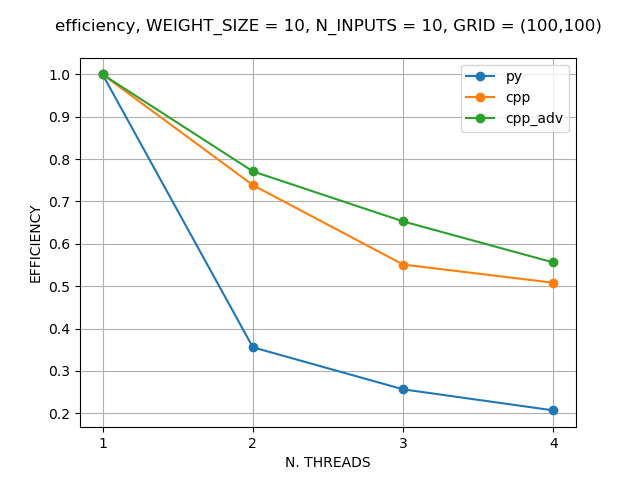 efficiency, WEIGHT_SIZE = 10, N_INPUTS = 10, GRID = (100,100)
py
cpp
cpp_adv
EFFICIENCY
1.0
0.9
0.8
0.7
0.6
0.5
0.4
0.3
0.2
1 2 3 4
N. THREADS